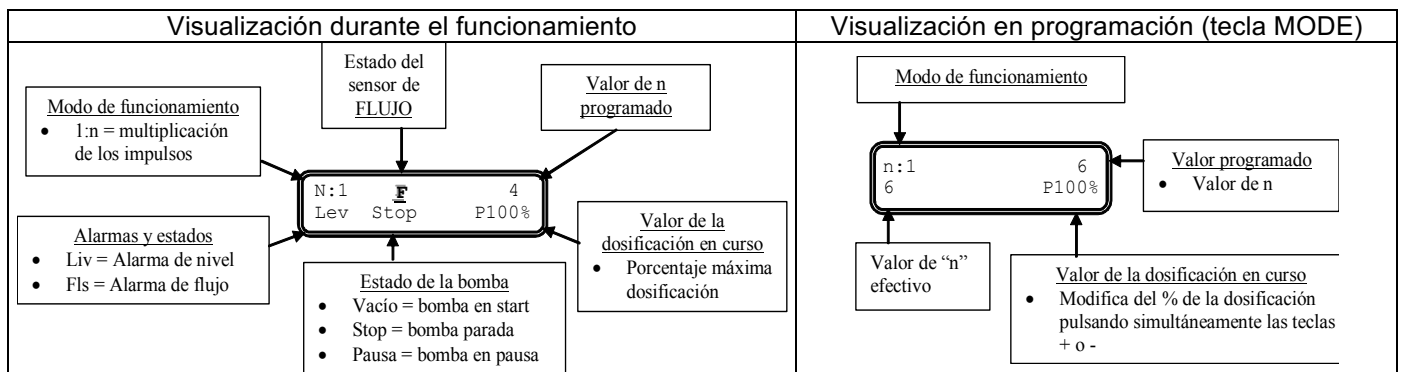 Visualización durante el funcionamiento
Visualización en programación (tecla MODE)
Estado del
sensor de
FLUJO
Valor de n
programado
Modo de funcionamiento
• 1:n = multiplicación
de los impulsos
N:1 F 4
Lev Stop P100%
Alarmas y estados
• Liv = Alarma de nivel
• Fls = Alarma de flujo
Estado de la bomba
• Vacío = bomba en start
• Stop = bomba parada
• Pausa = bomba en pausa
Valor de la
dosificación en curso
• Porcentaje máxima
dosificación
Modo de funcionamiento
n:1 6
6 P100%
Valor programado
• Valor de n
Valor de “n”
efectivo
Valor de la dosificación en curso
• Modifica del % de la dosificación
pulsando simultáneamente las teclas
+ o -